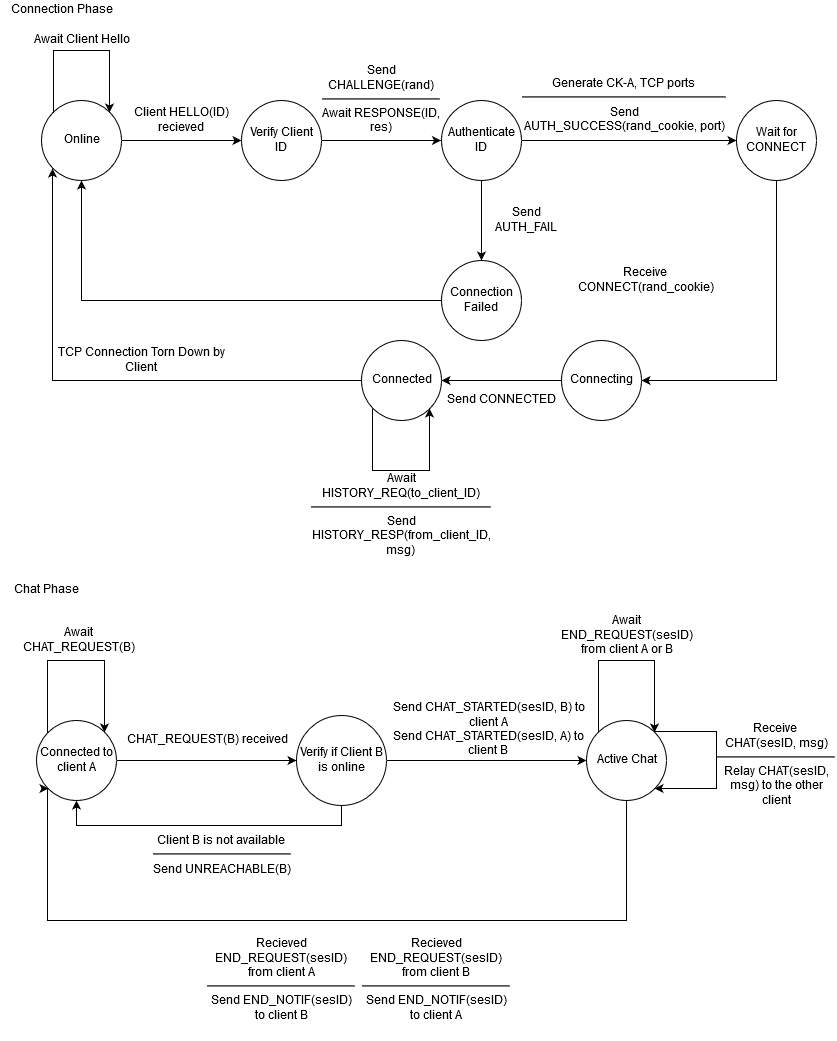 Connection Phase
Await Client Hello
Online
Client HELLO(ID)
recieved
Verify Client
ID
Send
CHALLENGE(rand)
Await RESPONSE(ID,
res)
Authenticate
ID
Generate CK-A, TCP ports
Send
AUTH_SUCCESS(rand_cookie, port)
Wait for
CONNECT
Send
AUTH_FAIL
Connection
Failed
Receive
CONNECT(rand_cookie)
TCP Connection Torn Down by
Client
Connected
Send CONNECTED
Connecting
Await
HISTORY_REQ(to_client_ID)
Send
HISTORY_RESP(from_client_ID,
msg)
Chat Phase
Await
CHAT_REQUEST(B)
Connected to
client A
CHAT_REQUEST(B) received
Verify if Client B
is online
Send CHAT_STARTED(sesID, B) to
client A
Send CHAT_STARTED(sesID, A) to
client B
Await
END_REQUEST(sesID)
from client A or B
Active Chat
Receive
CHAT(sesID, msg)
Relay CHAT(sesID,
msg) to the other
client
Client B is not available
Send UNREACHABLE(B)
Recieved
END_REQUEST(sesID)
from client A
Send END_NOTIF(sesID)
to client B
Recieved
END_REQUEST(sesID)
from client B
Send END_NOTIF(sesID)
to client A